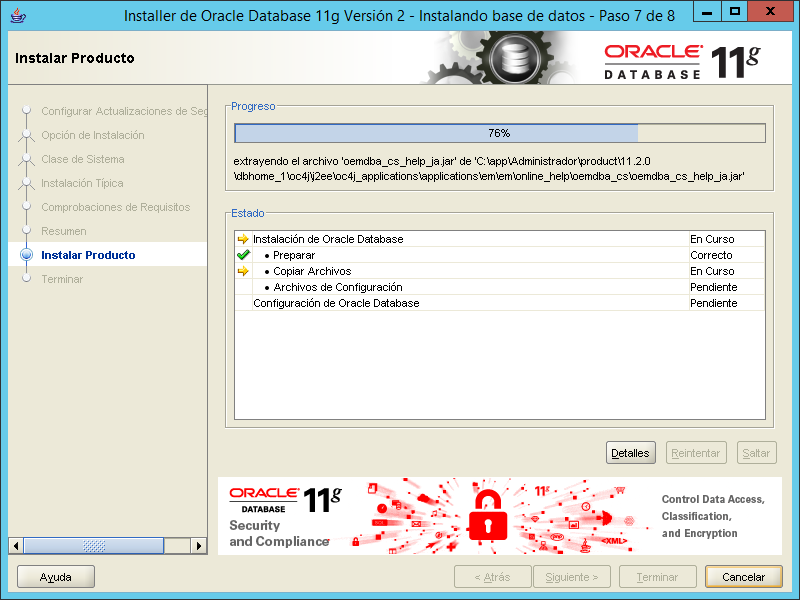 Installer de Oracle Database 11g Versión 2 - Instalando base de datos - Paso 7 de 8
Instalar Producto
ORACLE
DATABASE
11g
Configurar Actualizaciones de Seg
Opción de Instalación
Clase de Sistema
Instalación Típica
Comprobaciones de Requisitos
Resumen
Instalar Producto
Terminar
Progreso
76%
extrayendo el archivo 'oemdba_cs_help_ja.jar' de 'C:\app\Administrador\product\11.2.0
\dbhome_1\oc4j\j2ee\oc4j_applications\applications\em\em\online_help\oemdba_cs\oemdba_cs_help_ja.jar'
Estado
Instalación de Oracle Database En Curso
• Preparar Correcto
• Copiar Archivos En Curso
• Archivos de Configuración Pendiente
Configuración de Oracle Database Pendiente
Detalles Reintentar Saltar
ORACLE
DATABASE
11g
Security
and Compliance
11g
<XML>
Control Data Access,
Classification,
and Encryption
Ayuda < Atrás Siguiente > Terminar Cancelar